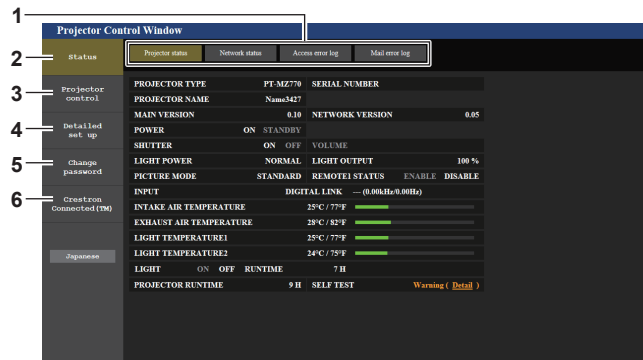 1
Projector Control Window
2
Status
Projector status Network status Access error log Mail error log
3
Projector control
4
Detailed set up
5
Change password
6
Crestron Connected(TM)
Japanese
PROJECTOR TYPE PT-MZ770 SERIAL NUMBER
PROJECTOR NAME Name3427
MAIN VERSION 0.10 NETWORK VERSION 0.05
POWER ON STANDBY
SHUTTER ON OFF VOLUME
LIGHT POWER NORMAL LIGHT OUTPUT 100 %
PICTURE MODE STANDARD REMOTE1 STATUS ENABLE DISABLE
INPUT DIGITAL LINK --- (0.00kHz/0.00Hz)
INTAKE AIR TEMPERATURE 25°C / 77°F
EXHAUST AIR TEMPERATURE 28°C / 82°F
LIGHT TEMPERATURE1 25°C / 77°F
LIGHT TEMPERATURE2 24°C / 75°F
LIGHT ON OFF RUNTIME 7 H
PROJECTOR RUNTIME 9 H SELF TEST Warning ( Detail )